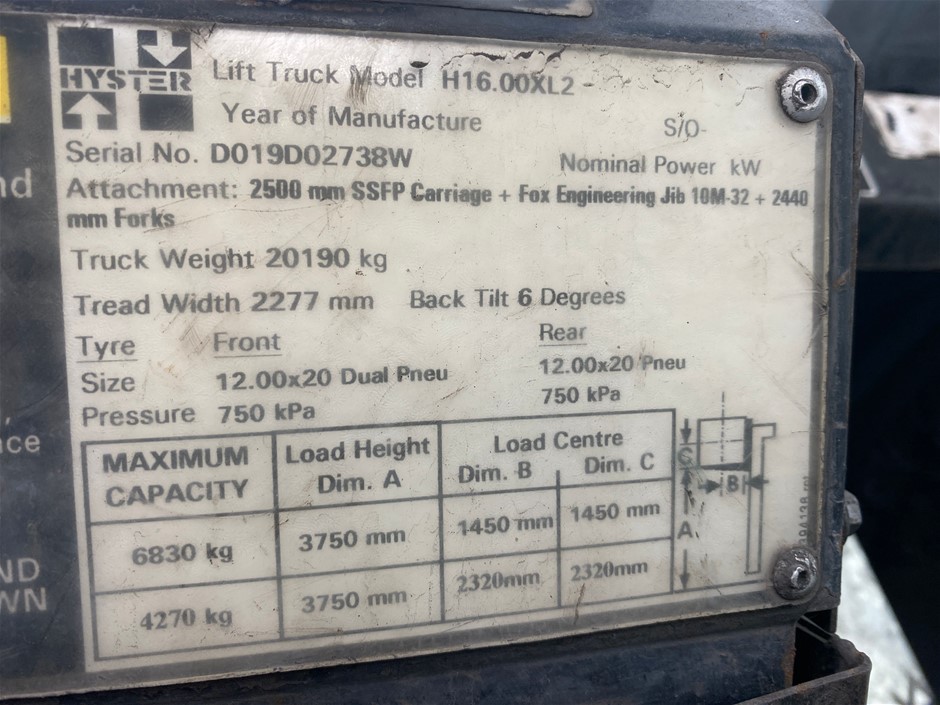 HYSTER
Lift Truck Model H16.00XL2 -
Year of Manufacture
S/O-
Serial No. D019D02738W
Nominal Power kW
Attachment: 2500 mm SSFP Carriage + Fox Engineering Jib 10M-32 + 2440
mm Forks
Truck Weight 20190 kg
Tread Width 2277 mm Back Tilt 6 Degrees
Tyre Front Rear
Size 12.00x20 Dual Pneu 12.00x20 Pneu
Pressure 750 kPa 750 kPa
MAXIMUM CAPACITY
Load Height Dim. A
Load Centre
Dim. B Dim. C
6830 kg 3750 mm 1450 mm 1450 mm
4270 kg 3750 mm 2320mm 2320mm
C
B
A
nd
,
nce
ND
WN